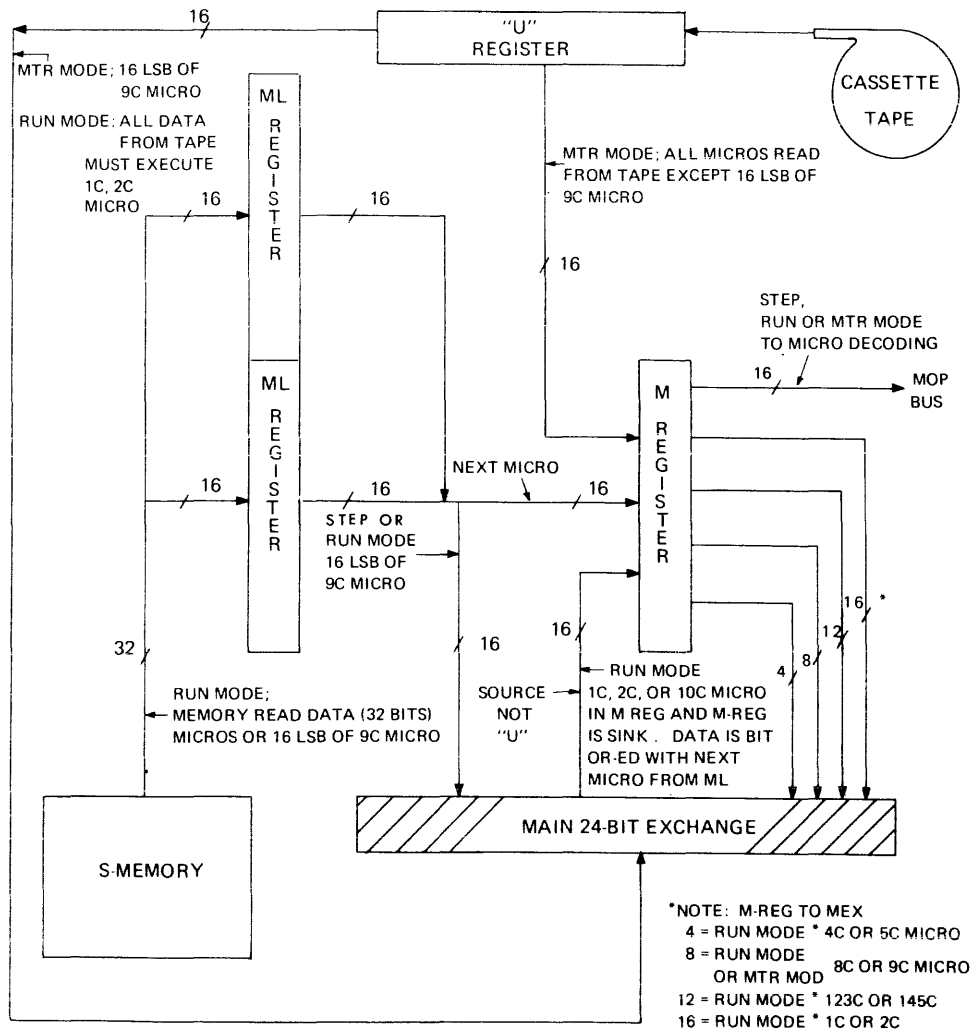 16
"U"
REGISTER
CASSETTE
TAPE
MTR MODE; 16 LSB OF
9C MICRO
RUN MODE: ALL DATA
FROM TAPE
MUST EXECUTE
1C, 2C
MICRO
ML
REGISTER
MTR MODE; ALL MICROS READ
FROM TAPE EXCEPT 16 LSB OF
9C MICRO
16
16
16
STEP,
RUN OR MTR MODE
TO MICRO DECODING
16
MOP
BUS
ML
REGISTER
M
REGISTER
NEXT MICRO
16
16
16
STEP OR
RUN MODE
16 LSB OF
9C MICRO
16
16
4
8
12
16 *
32
RUN MODE;
MEMORY READ DATA (32 BITS)
MICROS OR 16 LSB OF 9C MICRO
SOURCE
NOT
"U"
RUN MODE
1C, 2C, OR 10C MICRO
IN M REG AND M-REG
IS SINK. DATA IS BIT
OR-ED WITH NEXT
MICRO FROM ML
MAIN 24-BIT EXCHANGE
S-MEMORY
*NOTE: M-REG TO MEX
4 = RUN MODE * 4C OR 5C MICRO
8 = RUN MODE
OR MTR MOD 8C OR 9C MICRO
12 = RUN MODE * 123C OR 145C
16 = RUN MODE * 1C OR 2C